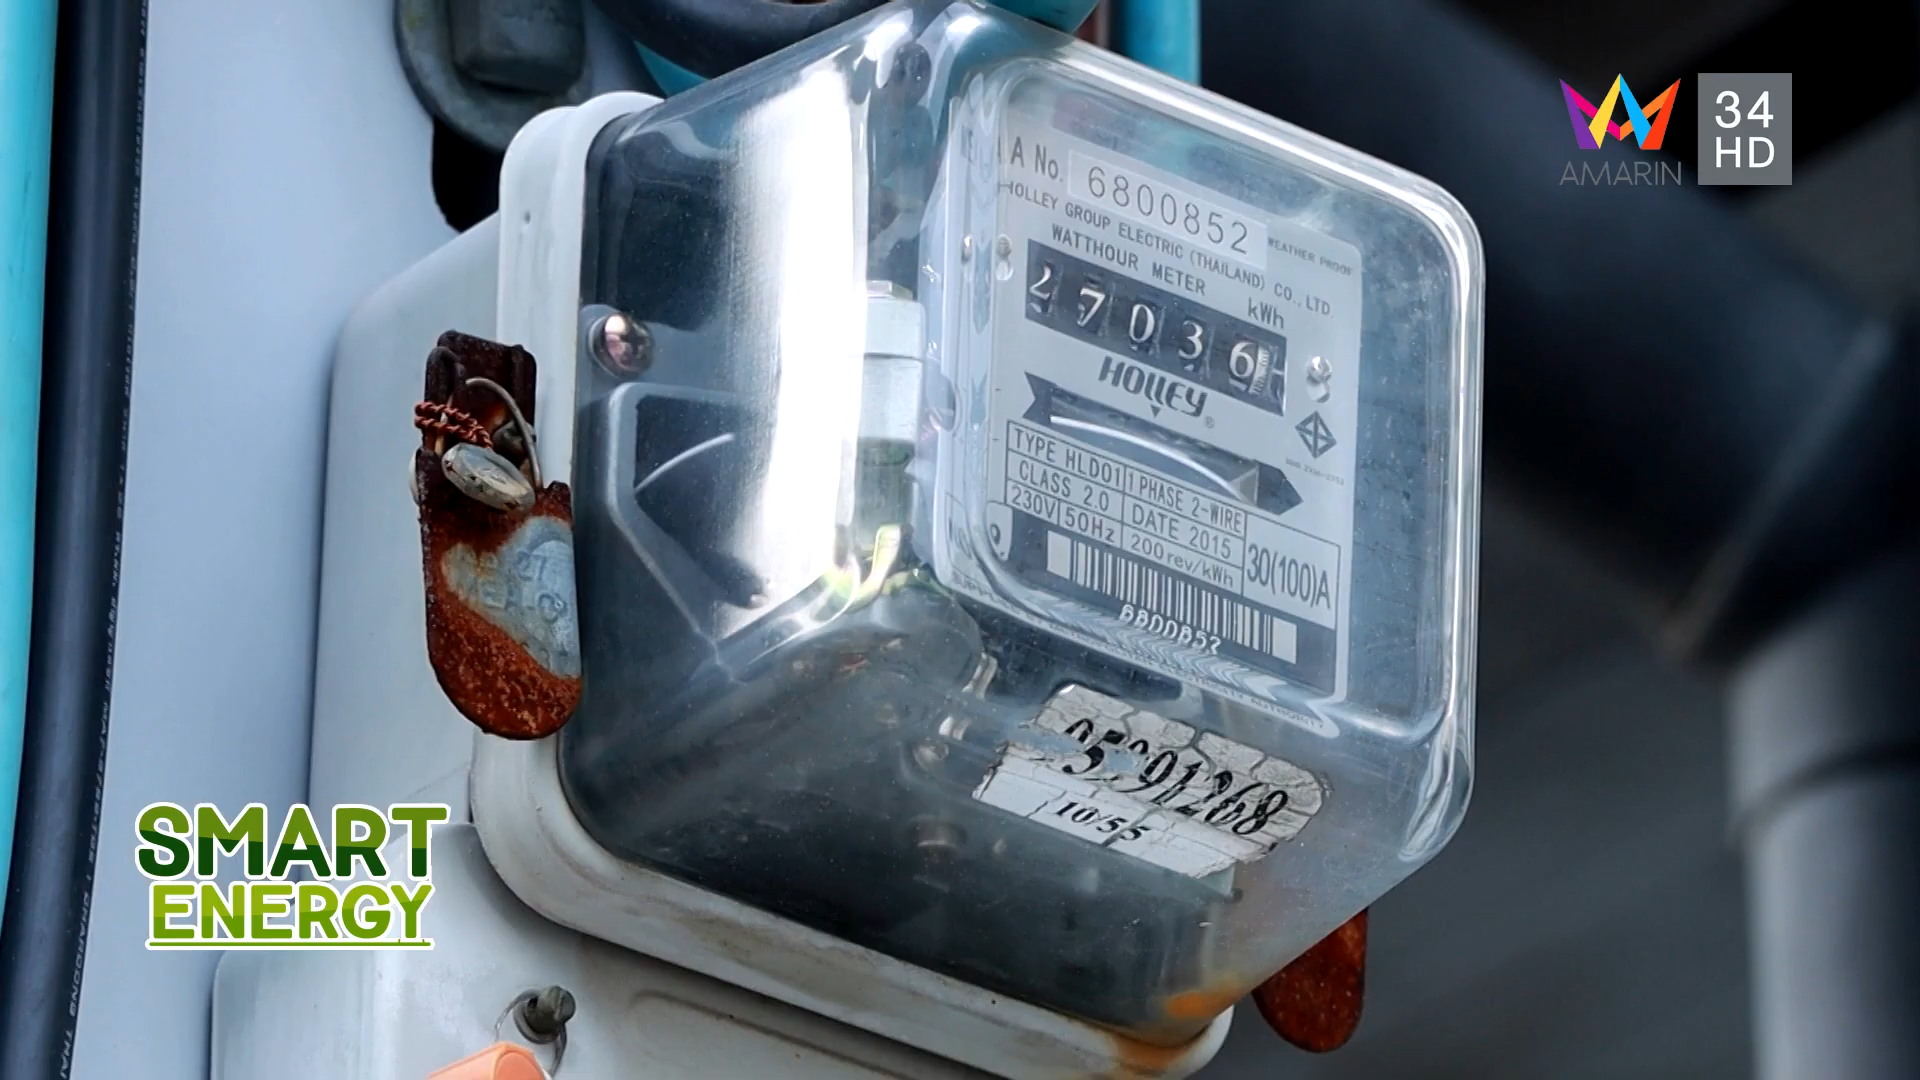 34
HD
AMARIN
A No. 6800852
HOLLEY GROUP ELECTRIC (THAILAND) CO.,LTD.
WEATHER PROOF
WATTHOUR METER
kWh
27036
HOLLEY®
TYPE HLD01 1 PHASE 2-WIRE
CLASS 2.0 DATE 2015
230V 50Hz 200 rev/kWh 30(100)A
6800852
91268
10/55
SMART
ENERGY